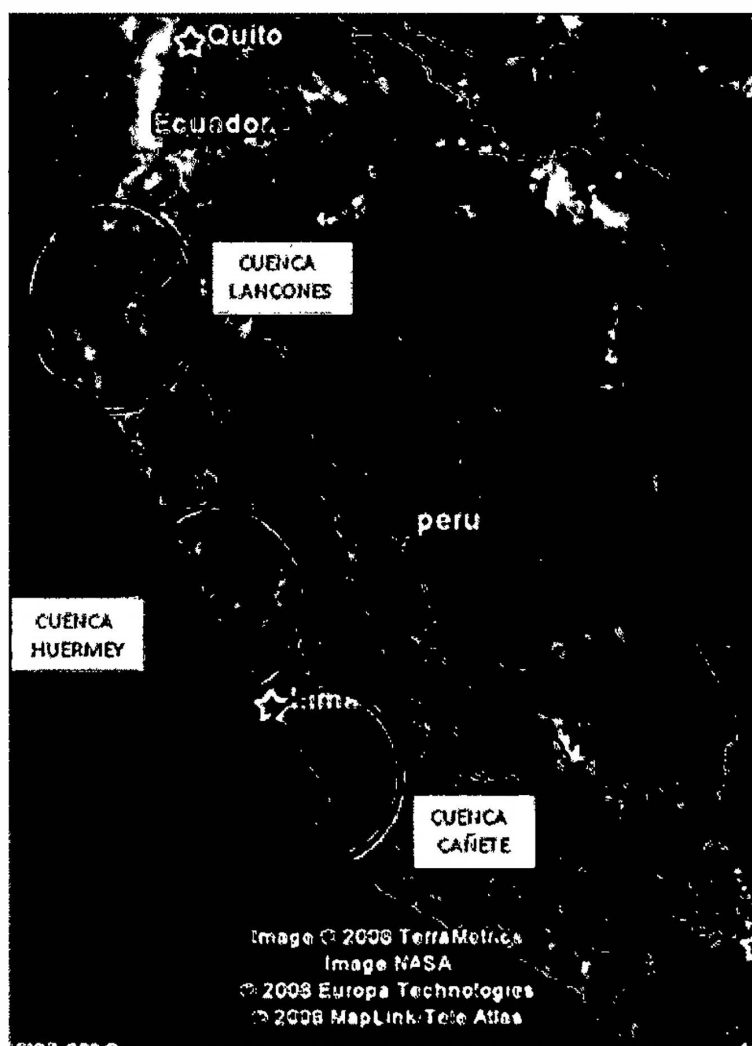 Quito
Ecuador
CUENCA
LANCONES
peru
CUENCA
HUERMEY
Lima
CUENCA
CAÑETE
Image © 2008 TerraMetrics
Image NASA
© 2008 Europa Technologies
© 2008 MapLink/Tele Atlas